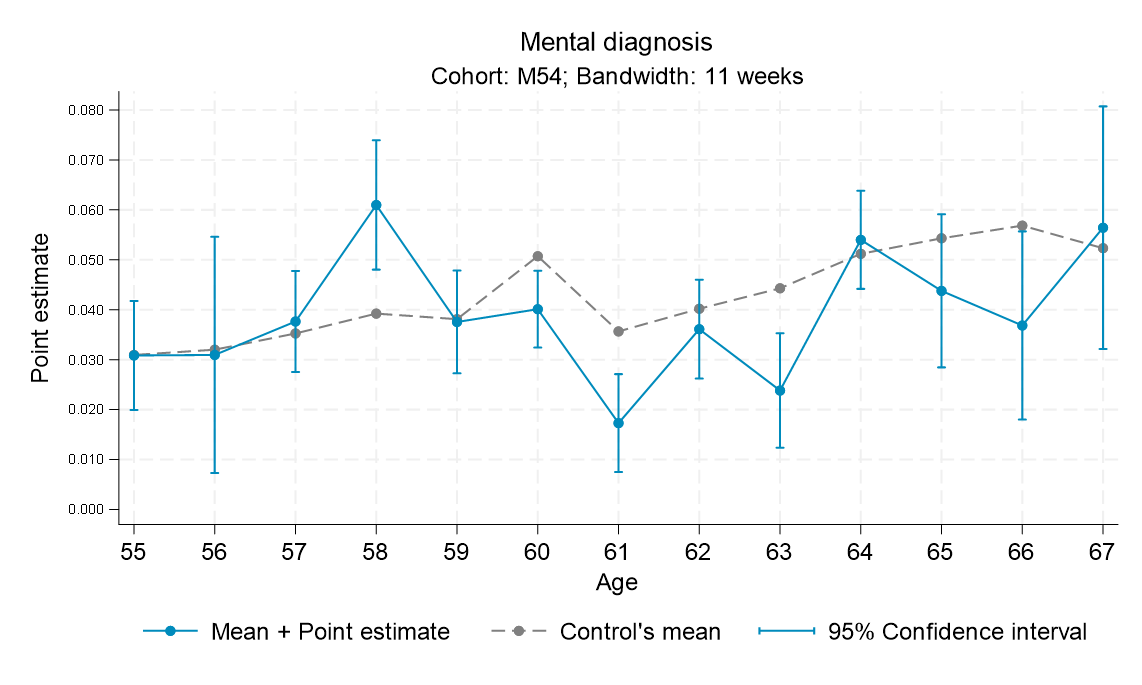 Mental diagnosis
Cohort: M54; Bandwidth: 11 weeks
Point estimate
0.080
0.070
0.060
0.050
0.040
0.030
0.020
0.010
0.000
55 56 57 58 59 60 61 62 63 64 65 66 67
Age
Mean + Point estimate Control's mean 95% Confidence interval